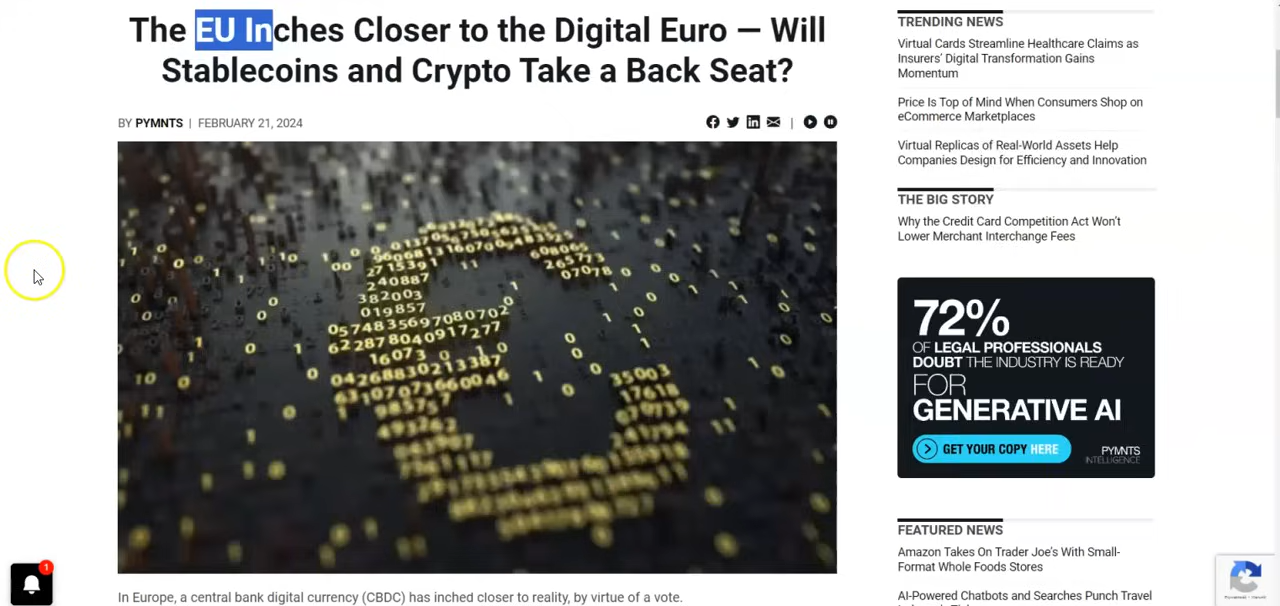 The EU Inches Closer to the Digital Euro — Will
Stablecoins and Crypto Take a Back Seat?
BY PYMNTS | FEBRUARY 21, 2024
In Europe, a central bank digital currency (CBDC) has inched closer to reality, by virtue of a vote.
TRENDING NEWS
Virtual Cards Streamline Healthcare Claims as
Insurers' Digital Transformation Gains
Momentum
Price Is Top of Mind When Consumers Shop on
eCommerce Marketplaces
Virtual Replicas of Real-World Assets Help
Companies Design for Efficiency and Innovation
THE BIG STORY
Why the Credit Card Competition Act Won't
Lower Merchant Interchange Fees
72%
OF LEGAL PROFESSIONALS
DOUBT THE INDUSTRY IS READY
FOR
GENERATIVE AI
GET YOUR COPY HERE
PYMNTS
INTELLIGENCE
FEATURED NEWS
Amazon Takes On Trader Joe's With Small-
Format Whole Foods Stores
AI-Powered Chatbots and Searches Punch Travel
1